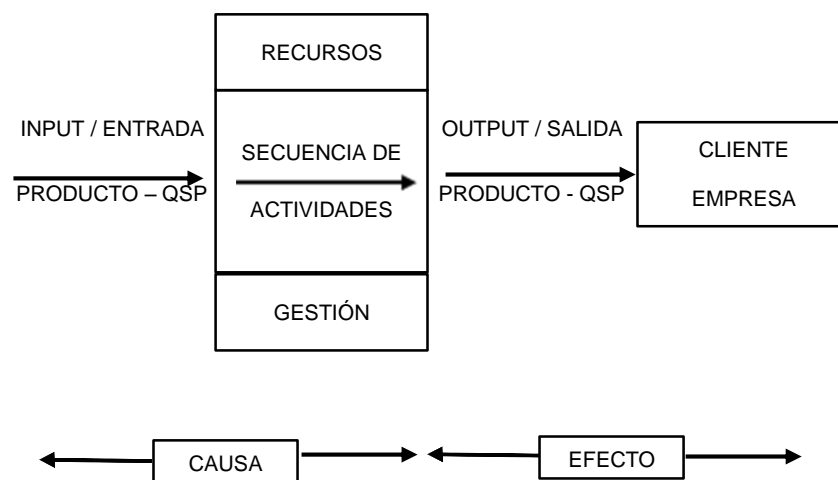 RECURSOS
INPUT / ENTRADA
PRODUCTO – QSP
SECUENCIA DE
ACTIVIDADES
OUTPUT / SALIDA
PRODUCTO - QSP
CLIENTE
EMPRESA
GESTIÓN
CAUSA
EFECTO